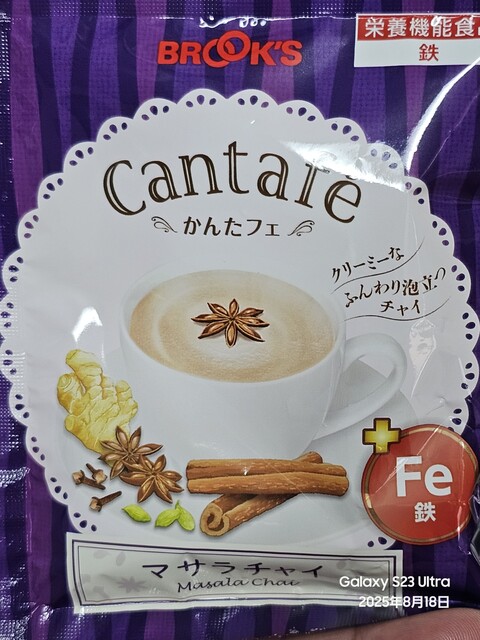 BROOK'S
栄養機能食品
鉄
Cantafé
かんたフェ
クリーミーな
ふんわり泡立つ
チャイ
Fe
鉄
マサラチャイ
Masala Chai
Galaxy S23 Ultra
2025年8月18日